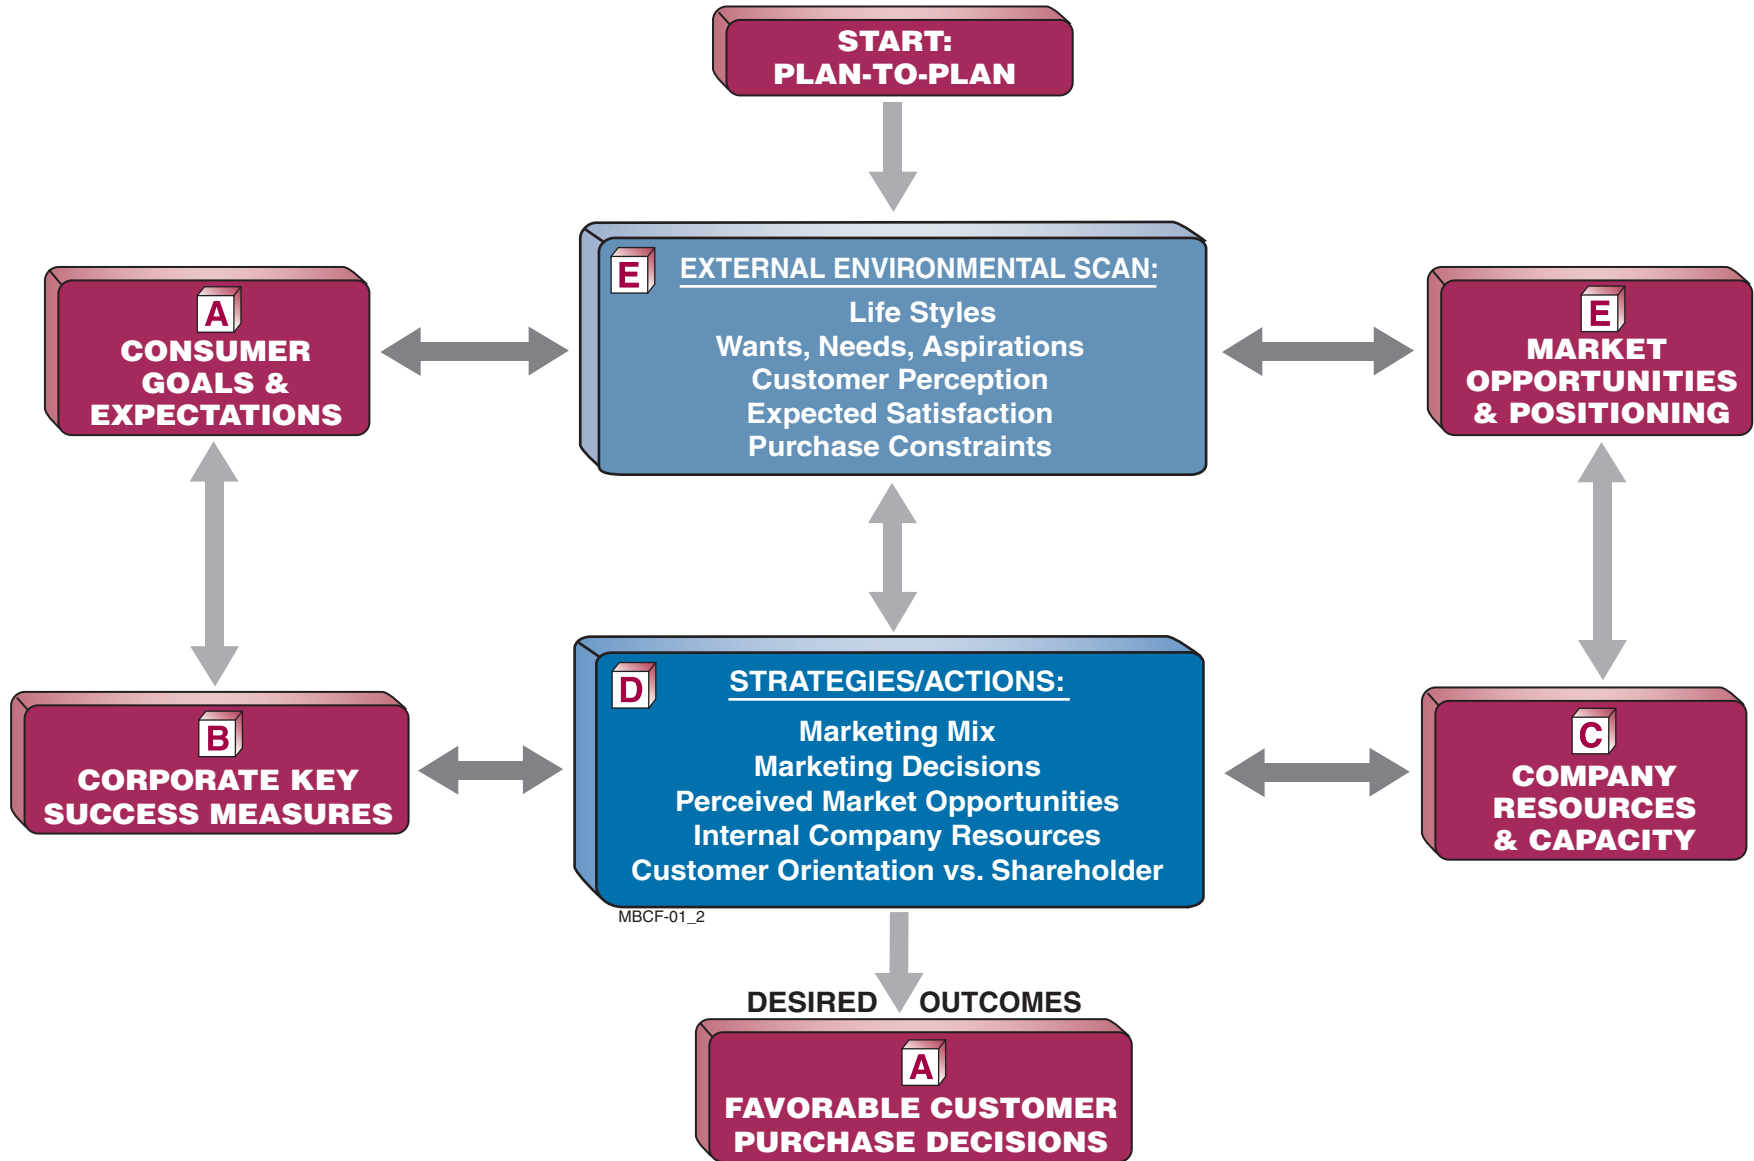 START:
PLAN-TO-PLAN
E
EXTERNAL ENVIRONMENTAL SCAN:
Life Styles
Wants, Needs, Aspirations
Customer Perception
Expected Satisfaction
Purchase Constraints
A
CONSUMER
GOALS &
EXPECTATIONS
E
MARKET
OPPORTUNITIES
& POSITIONING
D
STRATEGIES/ACTIONS:
Marketing Mix
Marketing Decisions
Perceived Market Opportunities
Internal Company Resources
Customer Orientation vs. Shareholder
B
CORPORATE KEY
SUCCESS MEASURES
C
COMPANY
RESOURCES
& CAPACITY
MBCF-01_2
DESIRED OUTCOMES
A
FAVORABLE CUSTOMER
PURCHASE DECISIONS